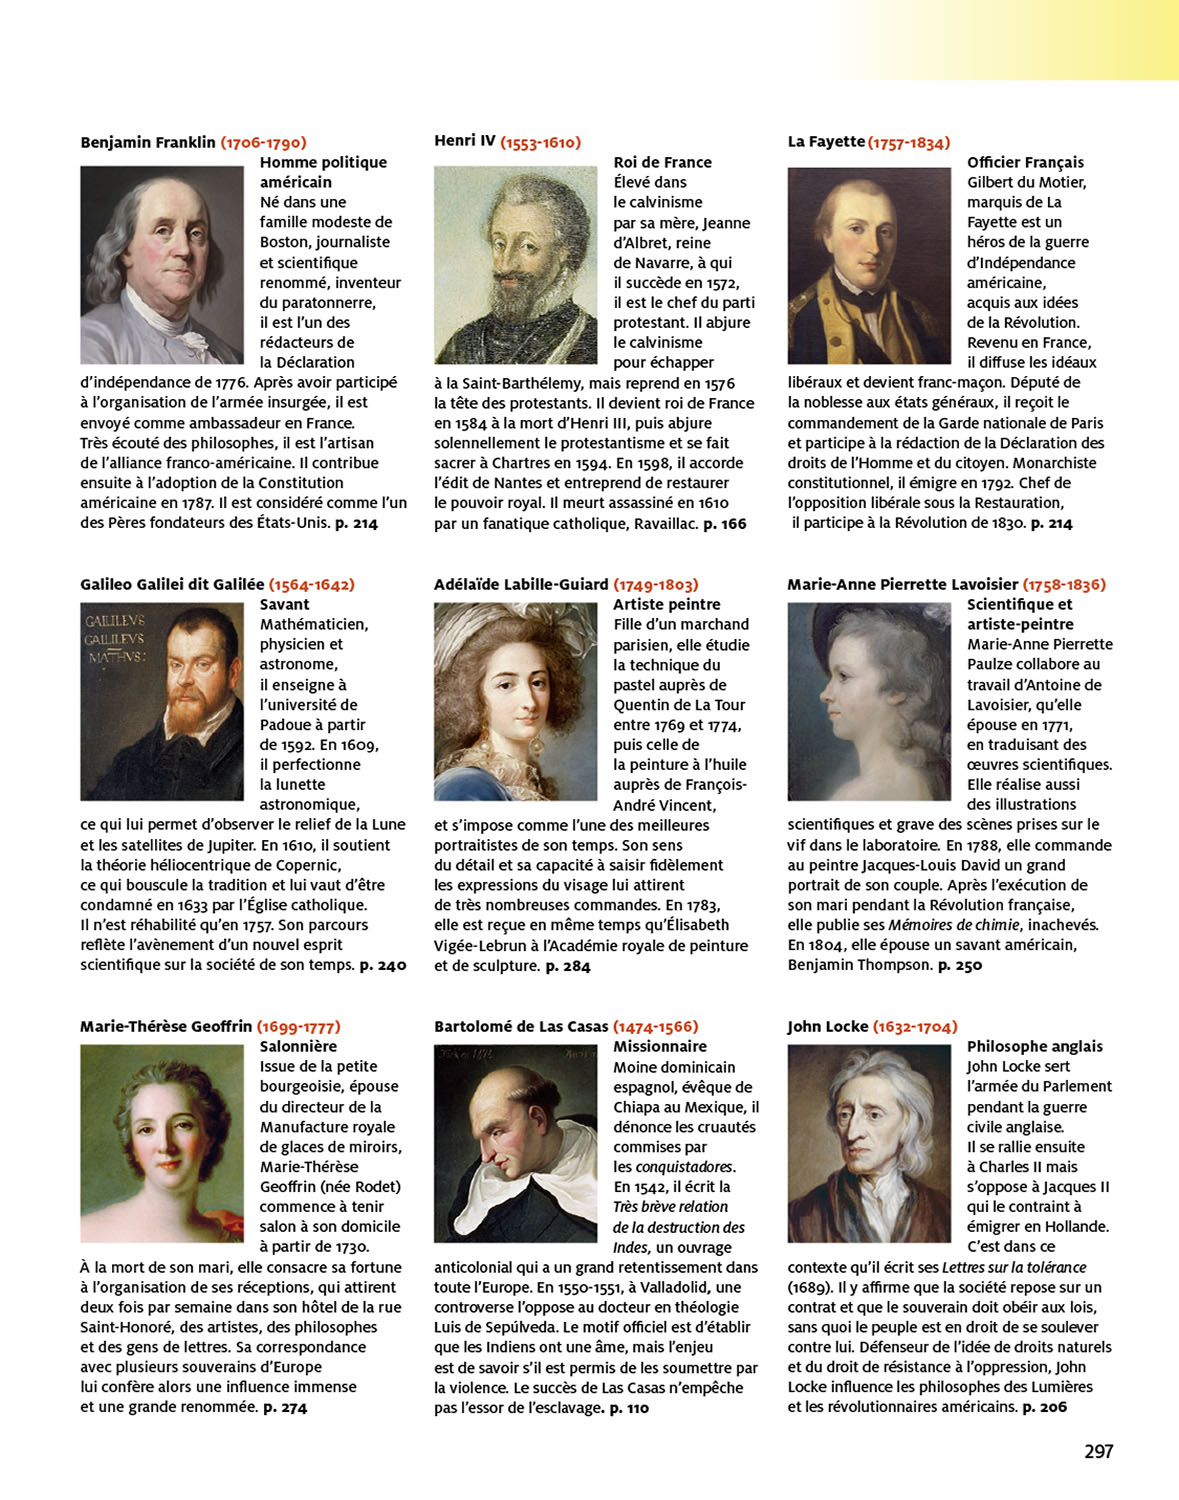 Benjamin Franklin (1706-1790)
Homme politique
américain
Né dans une
famille modeste de
Boston, journaliste
et scientifique
renommé, inventeur
du paratonnerre,
il est l’un des
rédacteurs de
la Déclaration
d’indépendance de 1776. Après avoir participé
à l’organisation de l’armée insurgée, il est
envoyé comme ambassadeur en France.
Très écouté des philosophes, il est l’artisan
de l’alliance franco-américaine. Il contribue
ensuite à l’adoption de la Constitution
américaine en 1787. Il est considéré comme l’un
des Pères fondateurs des États-Unis. p. 214
Henri IV (1553-1610)
Roi de France
Élevé dans
le calvinisme
par sa mère, Jeanne
d’Albret, reine
de Navarre, à qui
il succède en 1572,
il est le chef du parti
protestant. Il abjure
le calvinisme
pour échapper
à la Saint-Barthélemy, mais reprend en 1576
la tête des protestants. Il devient roi de France
en 1584 à la mort d’Henri III, puis abjure
solennellement le protestantisme et se fait
sacrer à Chartres en 1594. En 1598, il accorde
l’édit de Nantes et entreprend de restaurer
le pouvoir royal. Il meurt assassiné en 1610
par un fanatique catholique, Ravaillac. p. 166
La Fayette (1757-1834)
Officier Français
Gilbert du Motier,
marquis de La
Fayette est un
héros de la guerre
d’Indépendance
américaine,
acquis aux idées
de la Révolution.
Revenu en France,
il diffuse les idéaux
libéraux et devient franc-maçon. Député de
la noblesse aux états généraux, il reçoit le
commandement de la Garde nationale de Paris
et participe à la rédaction de la Déclaration des
droits de l’Homme et du citoyen. Monarchiste
constitutionnel, il émigre en 1792. Chef de
l’opposition libérale sous la Restauration,
il participe à la Révolution de 1830. p. 214
Galileo Galilei dit Galilée (1564-1642)
GALILEVS
GALILEVS
MATHVS:
Savant
Mathématicien,
physicien et
astronome,
il enseigne à
l’université de
Padoue à partir
de 1592. En 1609,
il perfectionne
la lunette
astronomique,
ce qui lui permet d’observer le relief de la Lune
et les satellites de Jupiter. En 1610, il soutient
la théorie héliocentrique de Copernic,
ce qui bouscule la tradition et lui vaut d’être
condamné en 1633 par l’Église catholique.
Il n’est réhabilité qu’en 1757. Son parcours
reflète l’avènement d’un nouvel esprit
scientifique sur la société de son temps. p. 240
Adélaïde Labille-Guiard (1749-1803)
Artiste peintre
Fille d’un marchand
parisien, elle étudie
la technique du
pastel auprès de
Quentin de La Tour
entre 1769 et 1774,
puis celle de
la peinture à l’huile
auprès de François-
André Vincent,
et s’impose comme l’une des meilleures
portraitistes de son temps. Son sens
du détail et sa capacité à saisir fidèlement
les expressions du visage lui attirent
de très nombreuses commandes. En 1783,
elle est reçue en même temps qu’Élisabeth
Vigée-Lebrun à l’Académie royale de peinture
et de sculpture. p. 284
Marie-Anne Pierrette Lavoisier (1758-1836)
Scientifique et
artiste-peintre
Marie-Anne Pierrette
Paulze collabore au
travail d’Antoine de
Lavoisier, qu’elle
épouse en 1771,
en traduisant des
œuvres scientifiques.
Elle réalise aussi
des illustrations
scientifiques et grave des scènes prises sur le
vif dans le laboratoire. En 1788, elle commande
au peintre Jacques-Louis David un grand
portrait de son couple. Après l’exécution de
son mari pendant la Révolution française,
elle publie ses Mémoires de chimie, inachevés.
En 1804, elle épouse un savant américain,
Benjamin Thompson. p. 250
Marie-Thérèse Geoffrin (1699-1777)
Salonnière
Issue de la petite
bourgeoisie, épouse
du directeur de la
Manufacture royale
de glaces de miroirs,
Marie-Thérèse
Geoffrin (née Rodet)
commence à tenir
salon à son domicile
à partir de 1730.
À la mort de son mari, elle consacre sa fortune
à l’organisation de ses réceptions, qui attirent
deux fois par semaine dans son hôtel de la rue
Saint-Honoré, des artistes, des philosophes
et des gens de lettres. Sa correspondance
avec plusieurs souverains d’Europe
lui confère alors une influence immense
et une grande renommée. p. 274
Bartolomé de Las Casas (1474-1566)
Missionnaire
Moine dominicain
espagnol, évêque de
Chiapa au Mexique, il
dénonce les cruautés
commises par
les conquistadores.
En 1542, il écrit la
Très brève relation
de la destruction des
Indes, un ouvrage
anticolonial qui a un grand retentissement dans
toute l’Europe. En 1550-1551, à Valladolid, une
controverse l’oppose au docteur en théologie
Luis de Sepúlveda. Le motif officiel est d’établir
que les Indiens ont une âme, mais l’enjeu
est de savoir s’il est permis de les soumettre par
la violence. Le succès de Las Casas n’empêche
pas l’essor de l’esclavage. p. 110
John Locke (1632-1704)
Philosophe anglais
John Locke sert
l’armée du Parlement
pendant la guerre
civile anglaise.
Il se rallie ensuite
à Charles II mais
s’oppose à Jacques II
qui le contraint à
émigrer en Hollande.
C’est dans ce
contexte qu’il écrit ses Lettres sur la tolérance
(1689). Il y affirme que la société repose sur un
contrat et que le souverain doit obéir aux lois,
sans quoi le peuple est en droit de se soulever
contre lui. Défenseur de l’idée de droits naturels
et du droit de résistance à l’oppression, John
Locke influence les philosophes des Lumières
et les révolutionnaires américains. p. 206
297